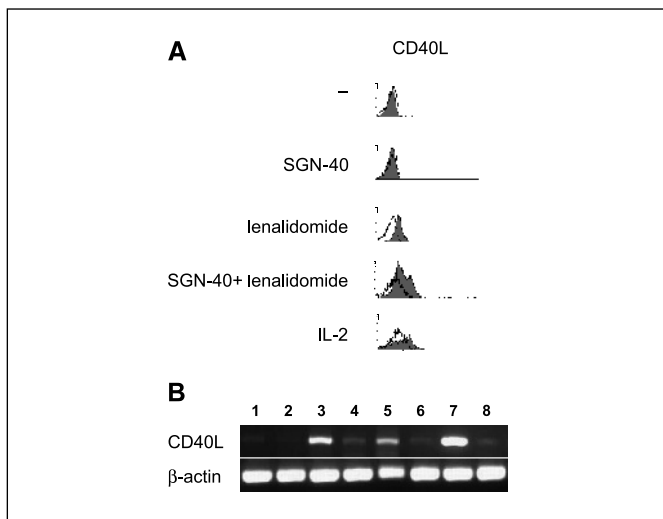 A
CD40L
–
SGN-40
lenalidomide
SGN-40+ lenalidomide
IL-2
B
1 2 3 4 5 6 7 8
CD40L
β-actin